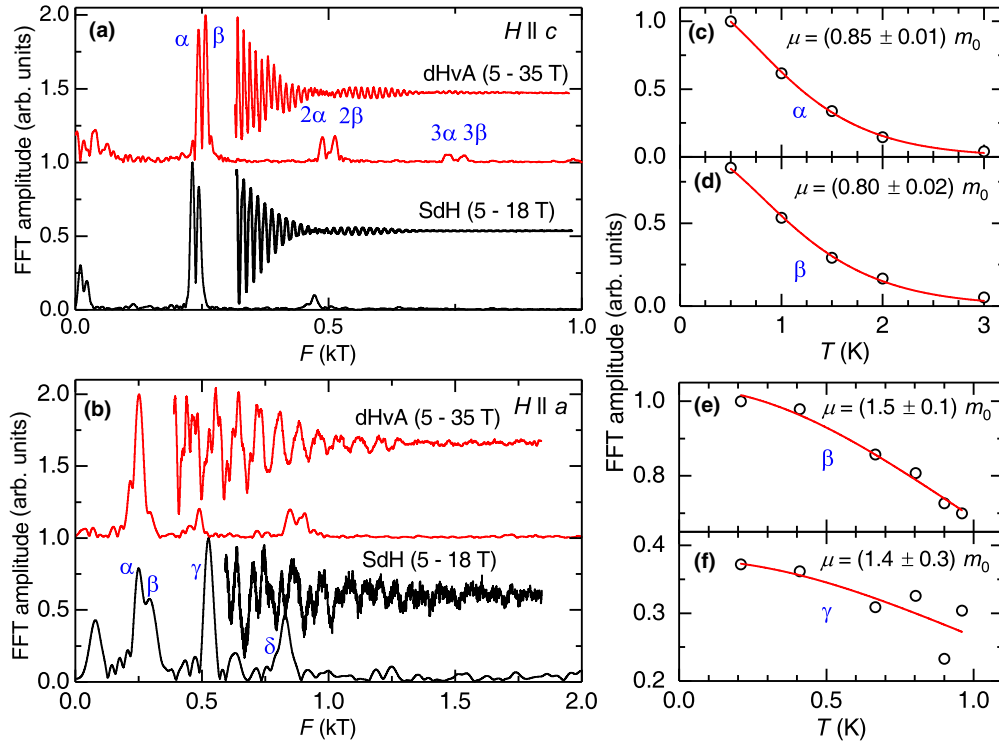 (a)
H || c
α β
dHvA (5 - 35 T)
2α 2β
3α 3β
SdH (5 - 18 T)
2.0
1.5
1.0
0.5
0.0
FFT amplitude (arb. units)
0.0 0.5 1.0
F (kT)
(b)
H || a
dHvA (5 - 35 T)
SdH (5 - 18 T)
α β γ δ
2.0
1.5
1.0
0.5
0.0
FFT amplitude (arb. units)
0.0 0.5 1.0 1.5 2.0
F (kT)
(c)
μ = (0.85 ± 0.01) m0
α
1.0
0.5
0.0
(d)
μ = (0.80 ± 0.02) m0
β
0.5
0.0
0 1 2 3
T (K)
FFT amplitude (arb. units)
(e)
μ = (1.5 ± 0.1) m0
β
1.0
0.8
0.6
(f)
μ = (1.4 ± 0.3) m0
γ
0.4
0.3
0.2
0.0 0.5 1.0
T (K)